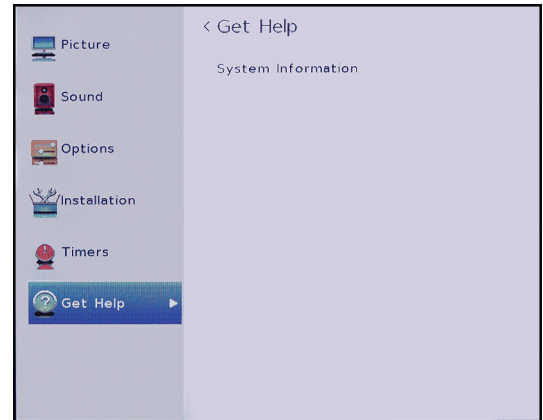 Picture
Sound
Options
Installation
Timers
Get Help
< Get Help
System Information